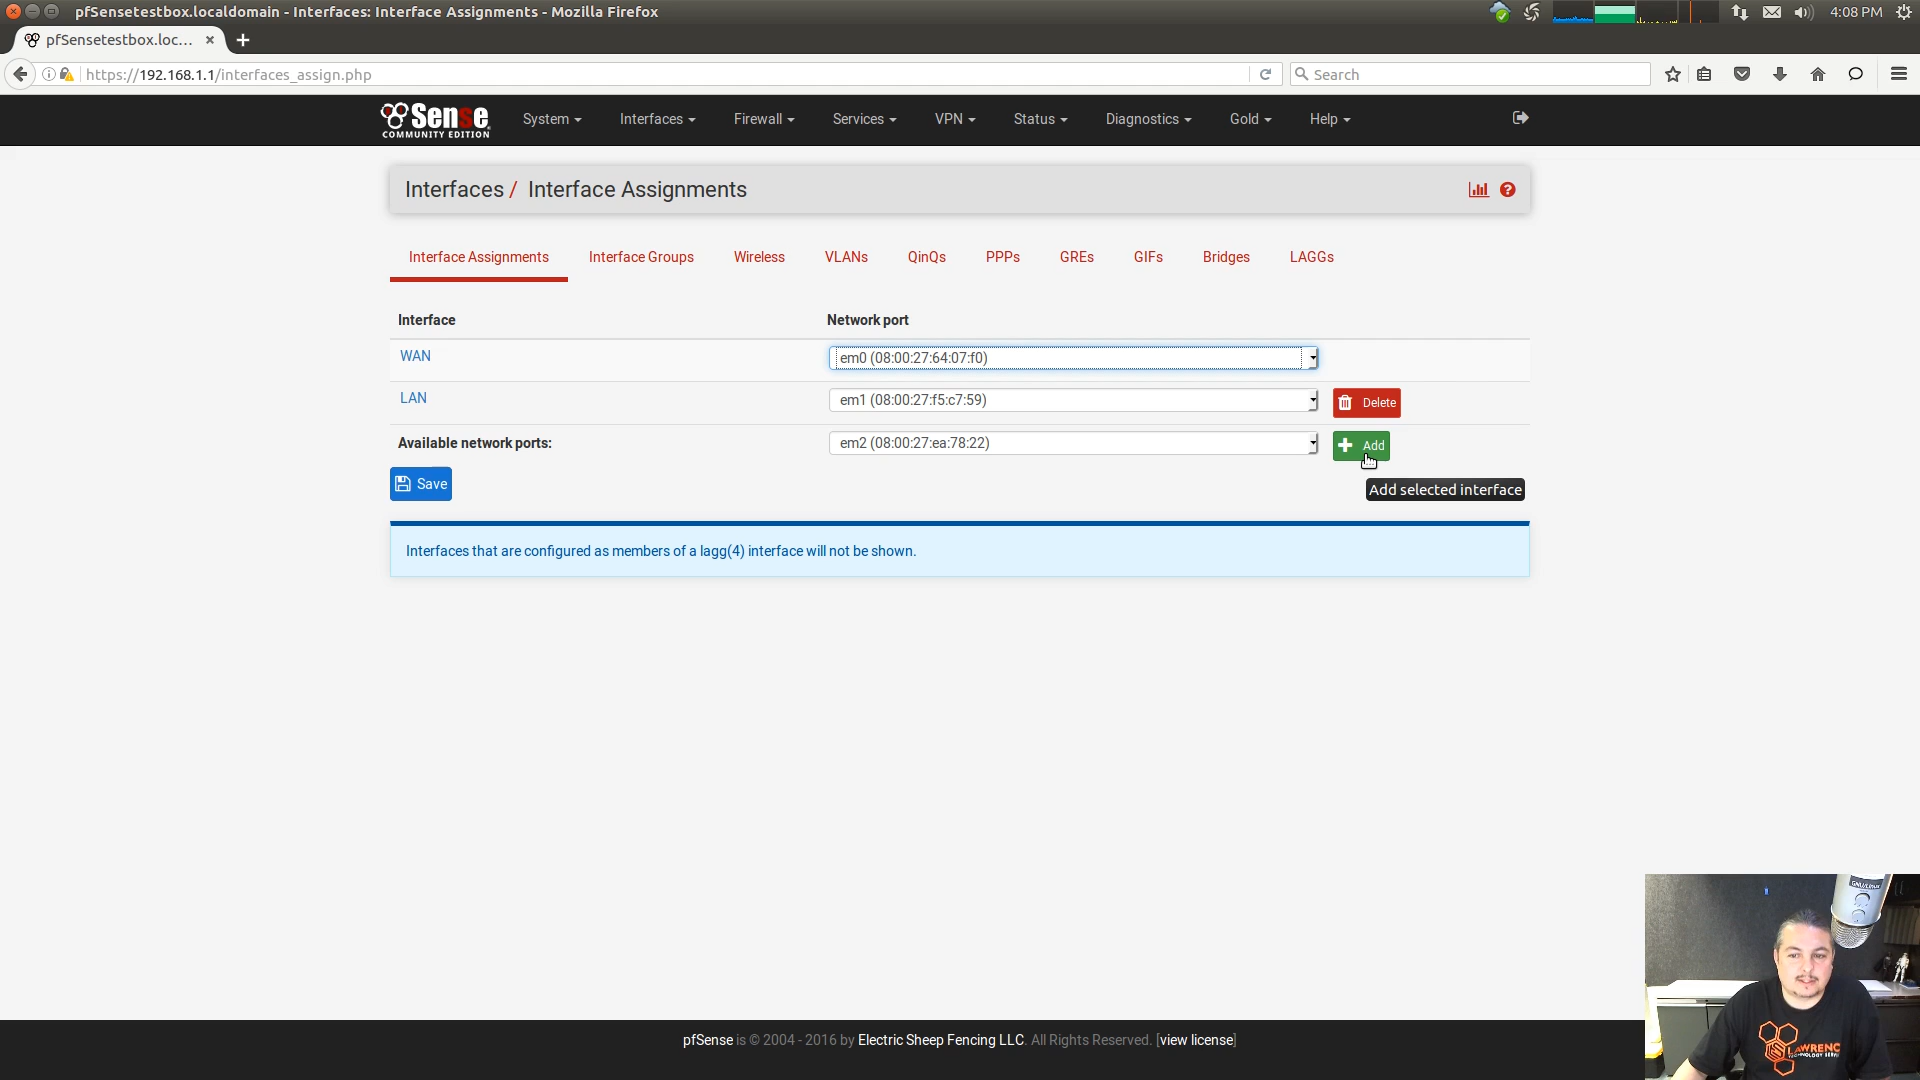 pfSensetestbox.localdomain - Interfaces: Interface Assignments - Mozilla Firefox
4:08 PM
pfSensetestbox.loc...
https://192.168.1.1/interfaces_assign.php
Search
Sense
COMMUNITY EDITION
System
Interfaces
Firewall
Services
VPN
Status
Diagnostics
Gold
Help
Interfaces / Interface Assignments
Interface Assignments
Interface Groups
Wireless
VLANs
QinQs
PPPs
GREs
GIFs
Bridges
LAGGs
Interface
Network port
WAN
em0 (08:00:27:64:07:f0)
LAN
em1 (08:00:27:f5:c7:59)
Delete
Available network ports:
em2 (08:00:27:ea:78:22)
Add
Save
Add selected interface
Interfaces that are configured as members of a lagg(4) interface will not be shown.
pfSense is © 2004 - 2016 by Electric Sheep Fencing LLC. All Rights Reserved. [view license]
LAWRENC